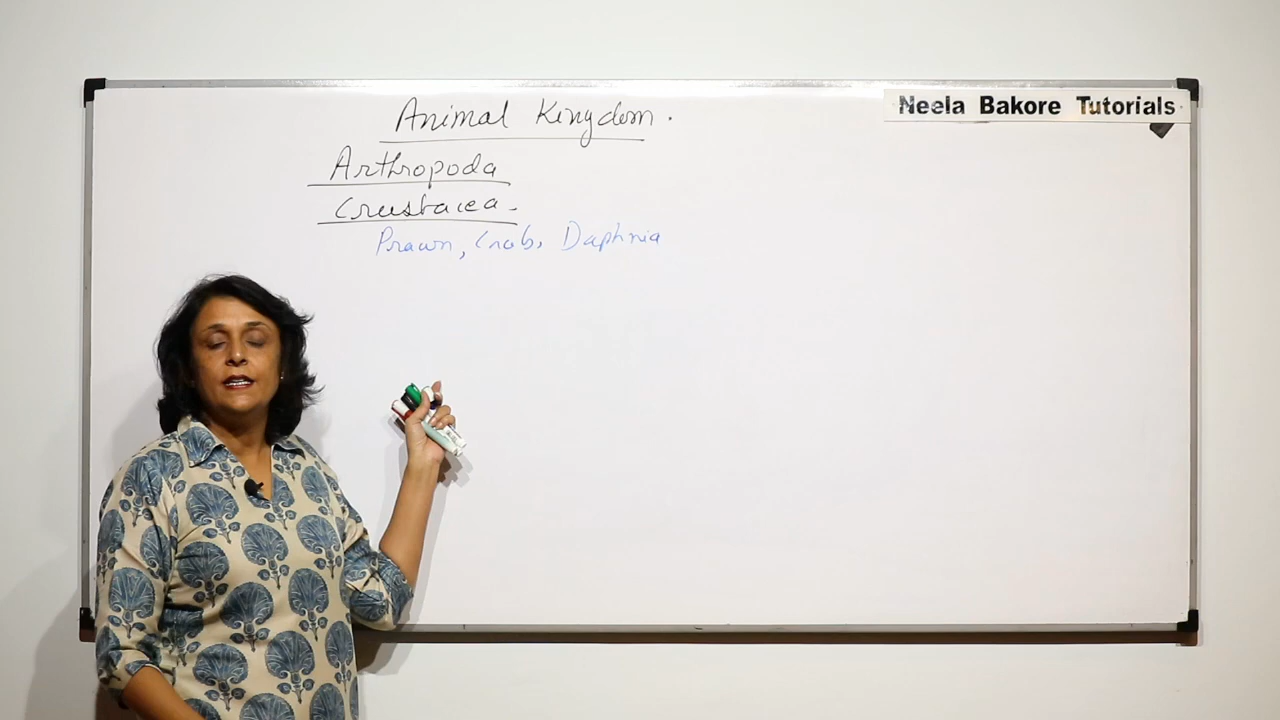 Neela Bakore Tutorials
Animal Kingdom.
Arthropoda
Crustacea
Prawn, Crab, Daphnia